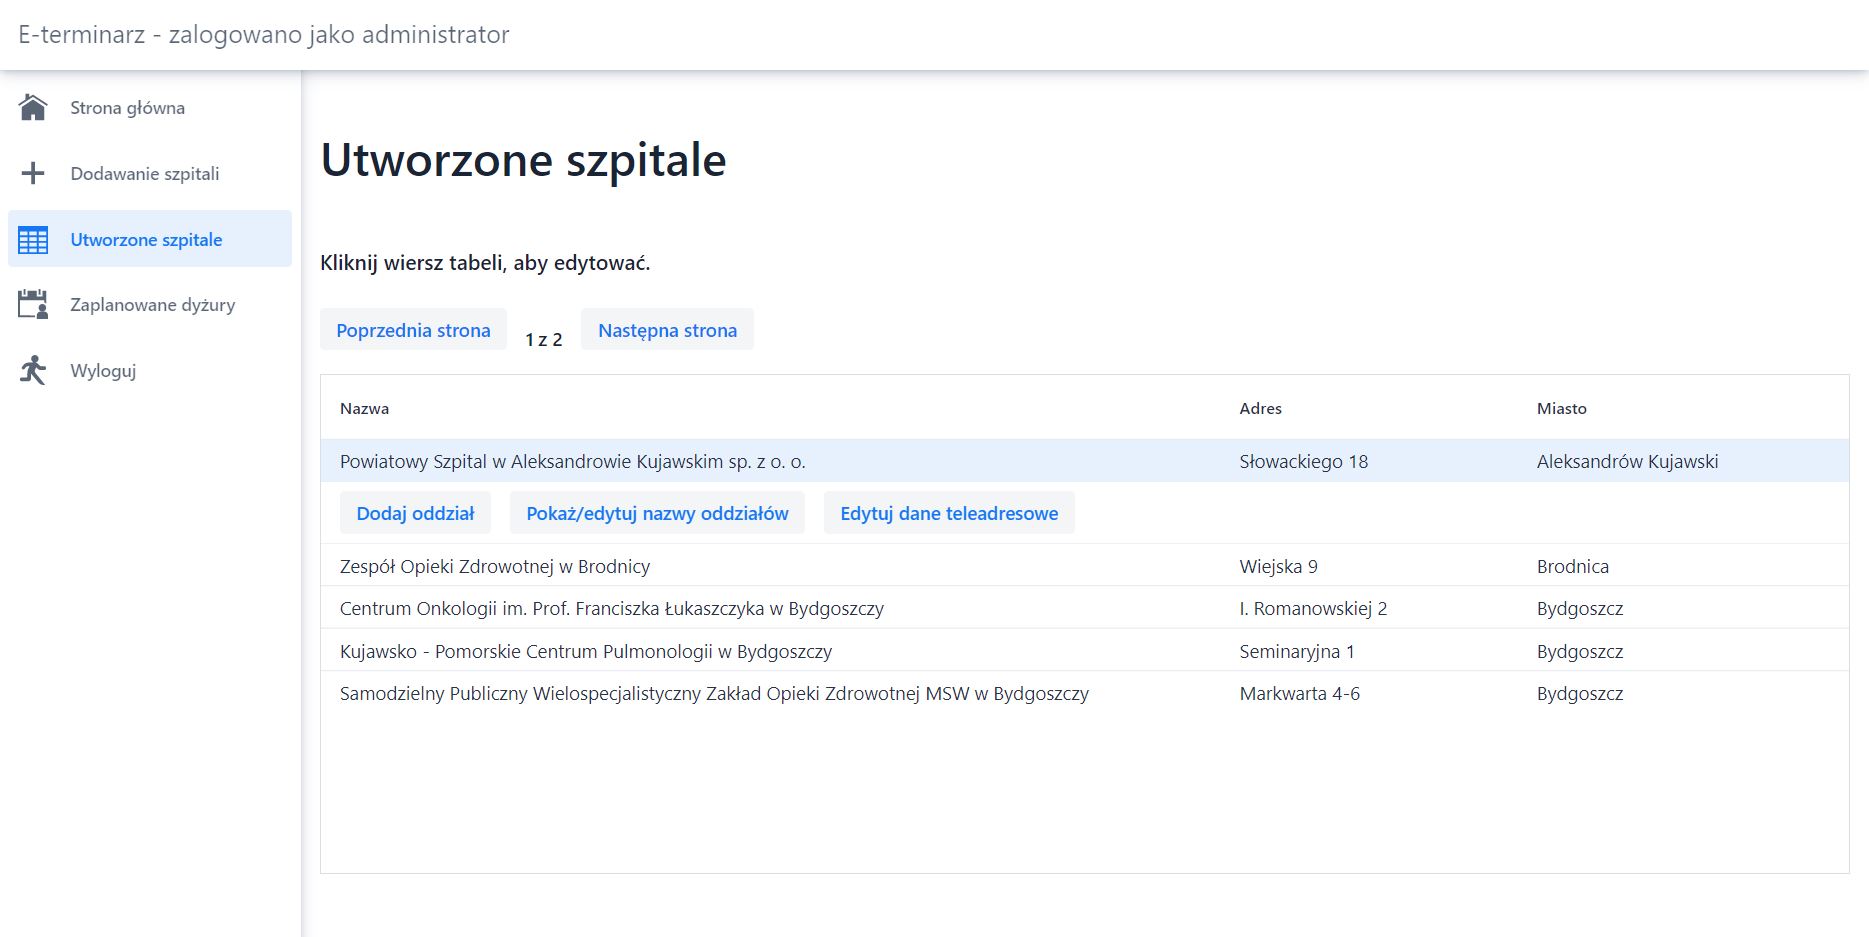 E-terminarz - zalogowano jako administrator
Strona główna
Dodawanie szpitali
Utworzone szpitale
Zaplanowane dyżury
Wyloguj
Utworzone szpitale
Kliknij wiersz tabeli, aby edytować.
Poprzednia strona 1 z 2 Następna strona
Nazwa Adres Miasto
Powiatowy Szpital w Aleksandrowie Kujawskim sp. z o. o. Słowackiego 18 Aleksandrów Kujawski
Dodaj oddział Pokaż/edytuj nazwy oddziałów Edytuj dane teleadresowe
Zespół Opieki Zdrowotnej w Brodnicy Wiejska 9 Brodnica
Centrum Onkologii im. Prof. Franciszka Łukaszczyka w Bydgoszczy I. Romanowskiej 2 Bydgoszcz
Kujawsko - Pomorskie Centrum Pulmonologii w Bydgoszczy Seminaryjna 1 Bydgoszcz
Samodzielny Publiczny Wielospecjalistyczny Zakład Opieki Zdrowotnej MSW w Bydgoszczy Markwarta 4-6 Bydgoszcz